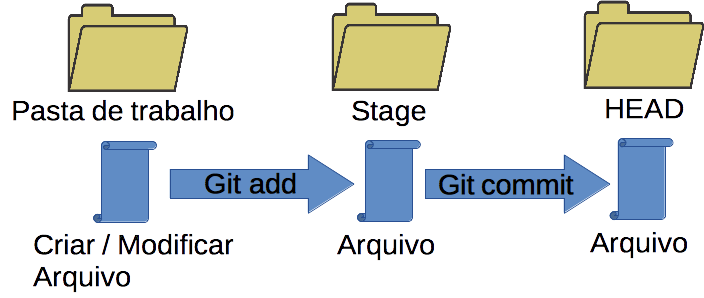 Pasta de trabalho
Stage
HEAD
Git add
Git commit
Criar / Modificar
Arquivo
Arquivo
Arquivo